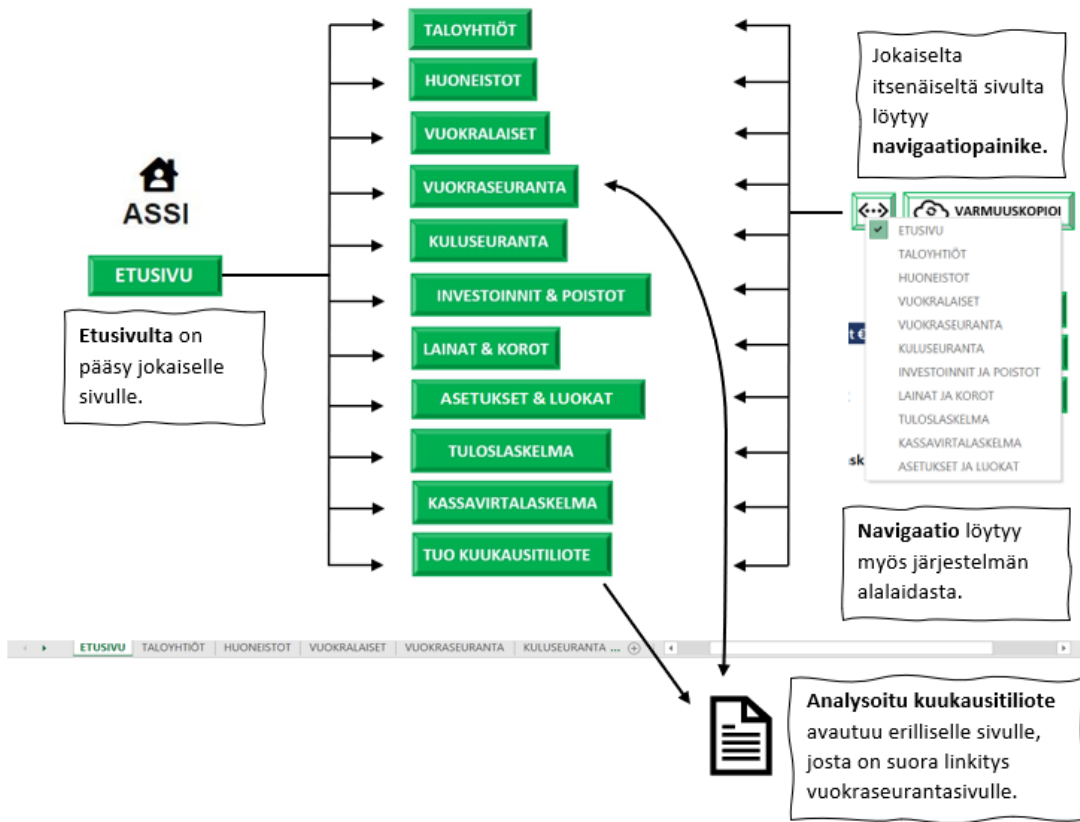 TALOYHTIÖT
HUONEISTOT
VUOKRALAISET
VUOKRASEURANTA
KULUSEURANTA
INVESTOINNIT & POISTOT
LAINAT & KOROT
ASETUKSET & LUOKAT
TULOSLASKELMA
KASSAVIRTALASKELMA
TUO KUUKAUSITILIOTE
ASSI
ETUSIVU
Etusivulta on
pääsy jokaiselle
sivulle.
Jokaiselta
itsenäiseltä sivulta
löytyy
navigaatiopainike.
VARMUUSKOPIOI
ETUSIVU
TALOYHTIÖT
HUONEISTOT
VUOKRALAISET
VUOKRASEURANTA
KULUSEURANTA
INVESTOINNIT JA POISTOT
LAINAT JA KOROT
TULOSLASKELMA
KASSAVIRTALASKELMA
ASETUKSET JA LUOKAT
t €
sk
Navigaatio löytyy
myös järjestelmän
alalaidasta.
ETUSIVU TALOYHTIÖT HUONEISTOT VUOKRALAISET VUOKRASEURANTA KULUSEURANTA ...
Analysoitu kuukausitiliote
avautuu erilliselle sivulle,
josta on suora linkitys
vuokraseurantasivulle.